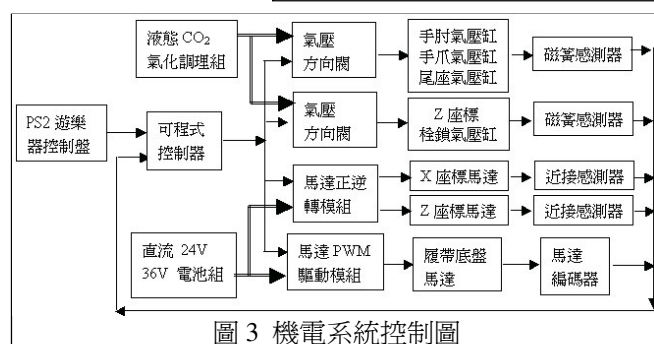 液態 CO₂
氣化調理組
氣壓
方向閥
手肘氣壓缸
手爪氣壓缸
尾座氣壓缸
磁簧感測器
PS2 遊樂
器控制盤
可程式
控制器
氣壓
方向閥
Z 座標
栓鎖氣壓缸
磁簧感測器
馬達正逆
轉模組
X 座標馬達
近接感測器
Z 座標馬達
近接感測器
直流 24V
36V 電池組
馬達 PWM
驅動模組
履帶底盤
馬達
馬達
編碼器
圖 3 機電系統控制圖